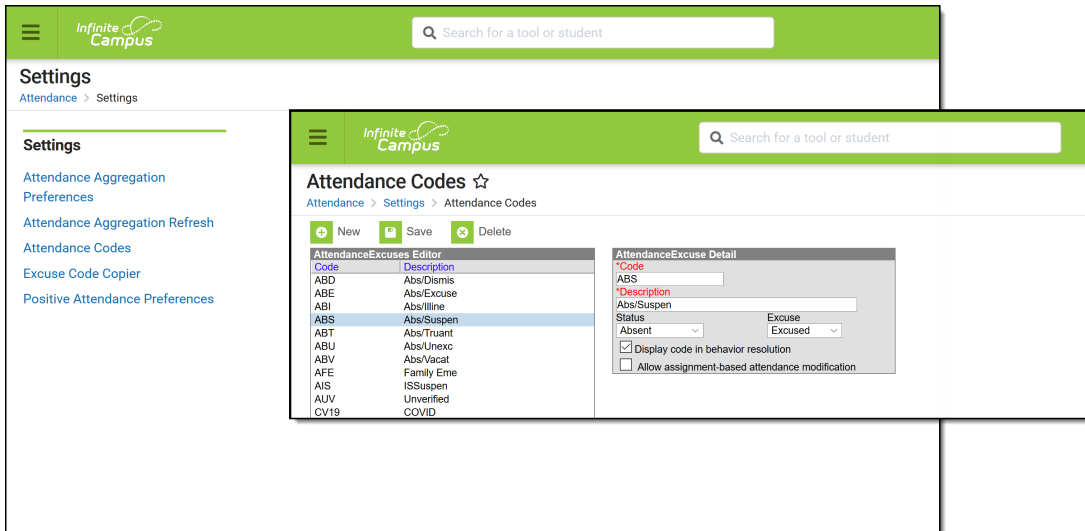 Infinite
Campus
Search for a tool or student
Settings
Attendance > Settings
Settings
Attendance Aggregation
Preferences
Attendance Aggregation Refresh
Attendance Codes
Excuse Code Copier
Positive Attendance Preferences
Infinite
Campus
Search for a tool or student
Attendance Codes
Attendance > Settings > Attendance Codes
New Save Delete
AttendanceExcuses Editor
Code Description
ABD Abs/Dismis
ABE Abs/Excuse
ABI Abs/Illine
ABS Abs/Suspen
ABT Abs/Truant
ABU Abs/Unexc
ABV Abs/Vacat
AFE Family Eme
AIS ISSuspen
AUV Unverified
CV19 COVID
AttendanceExcuse Detail
*Code
ABS
*Description
Abs/Suspen
Status Excuse
Absent Excused
Display code in behavior resolution
Allow assignment-based attendance modification